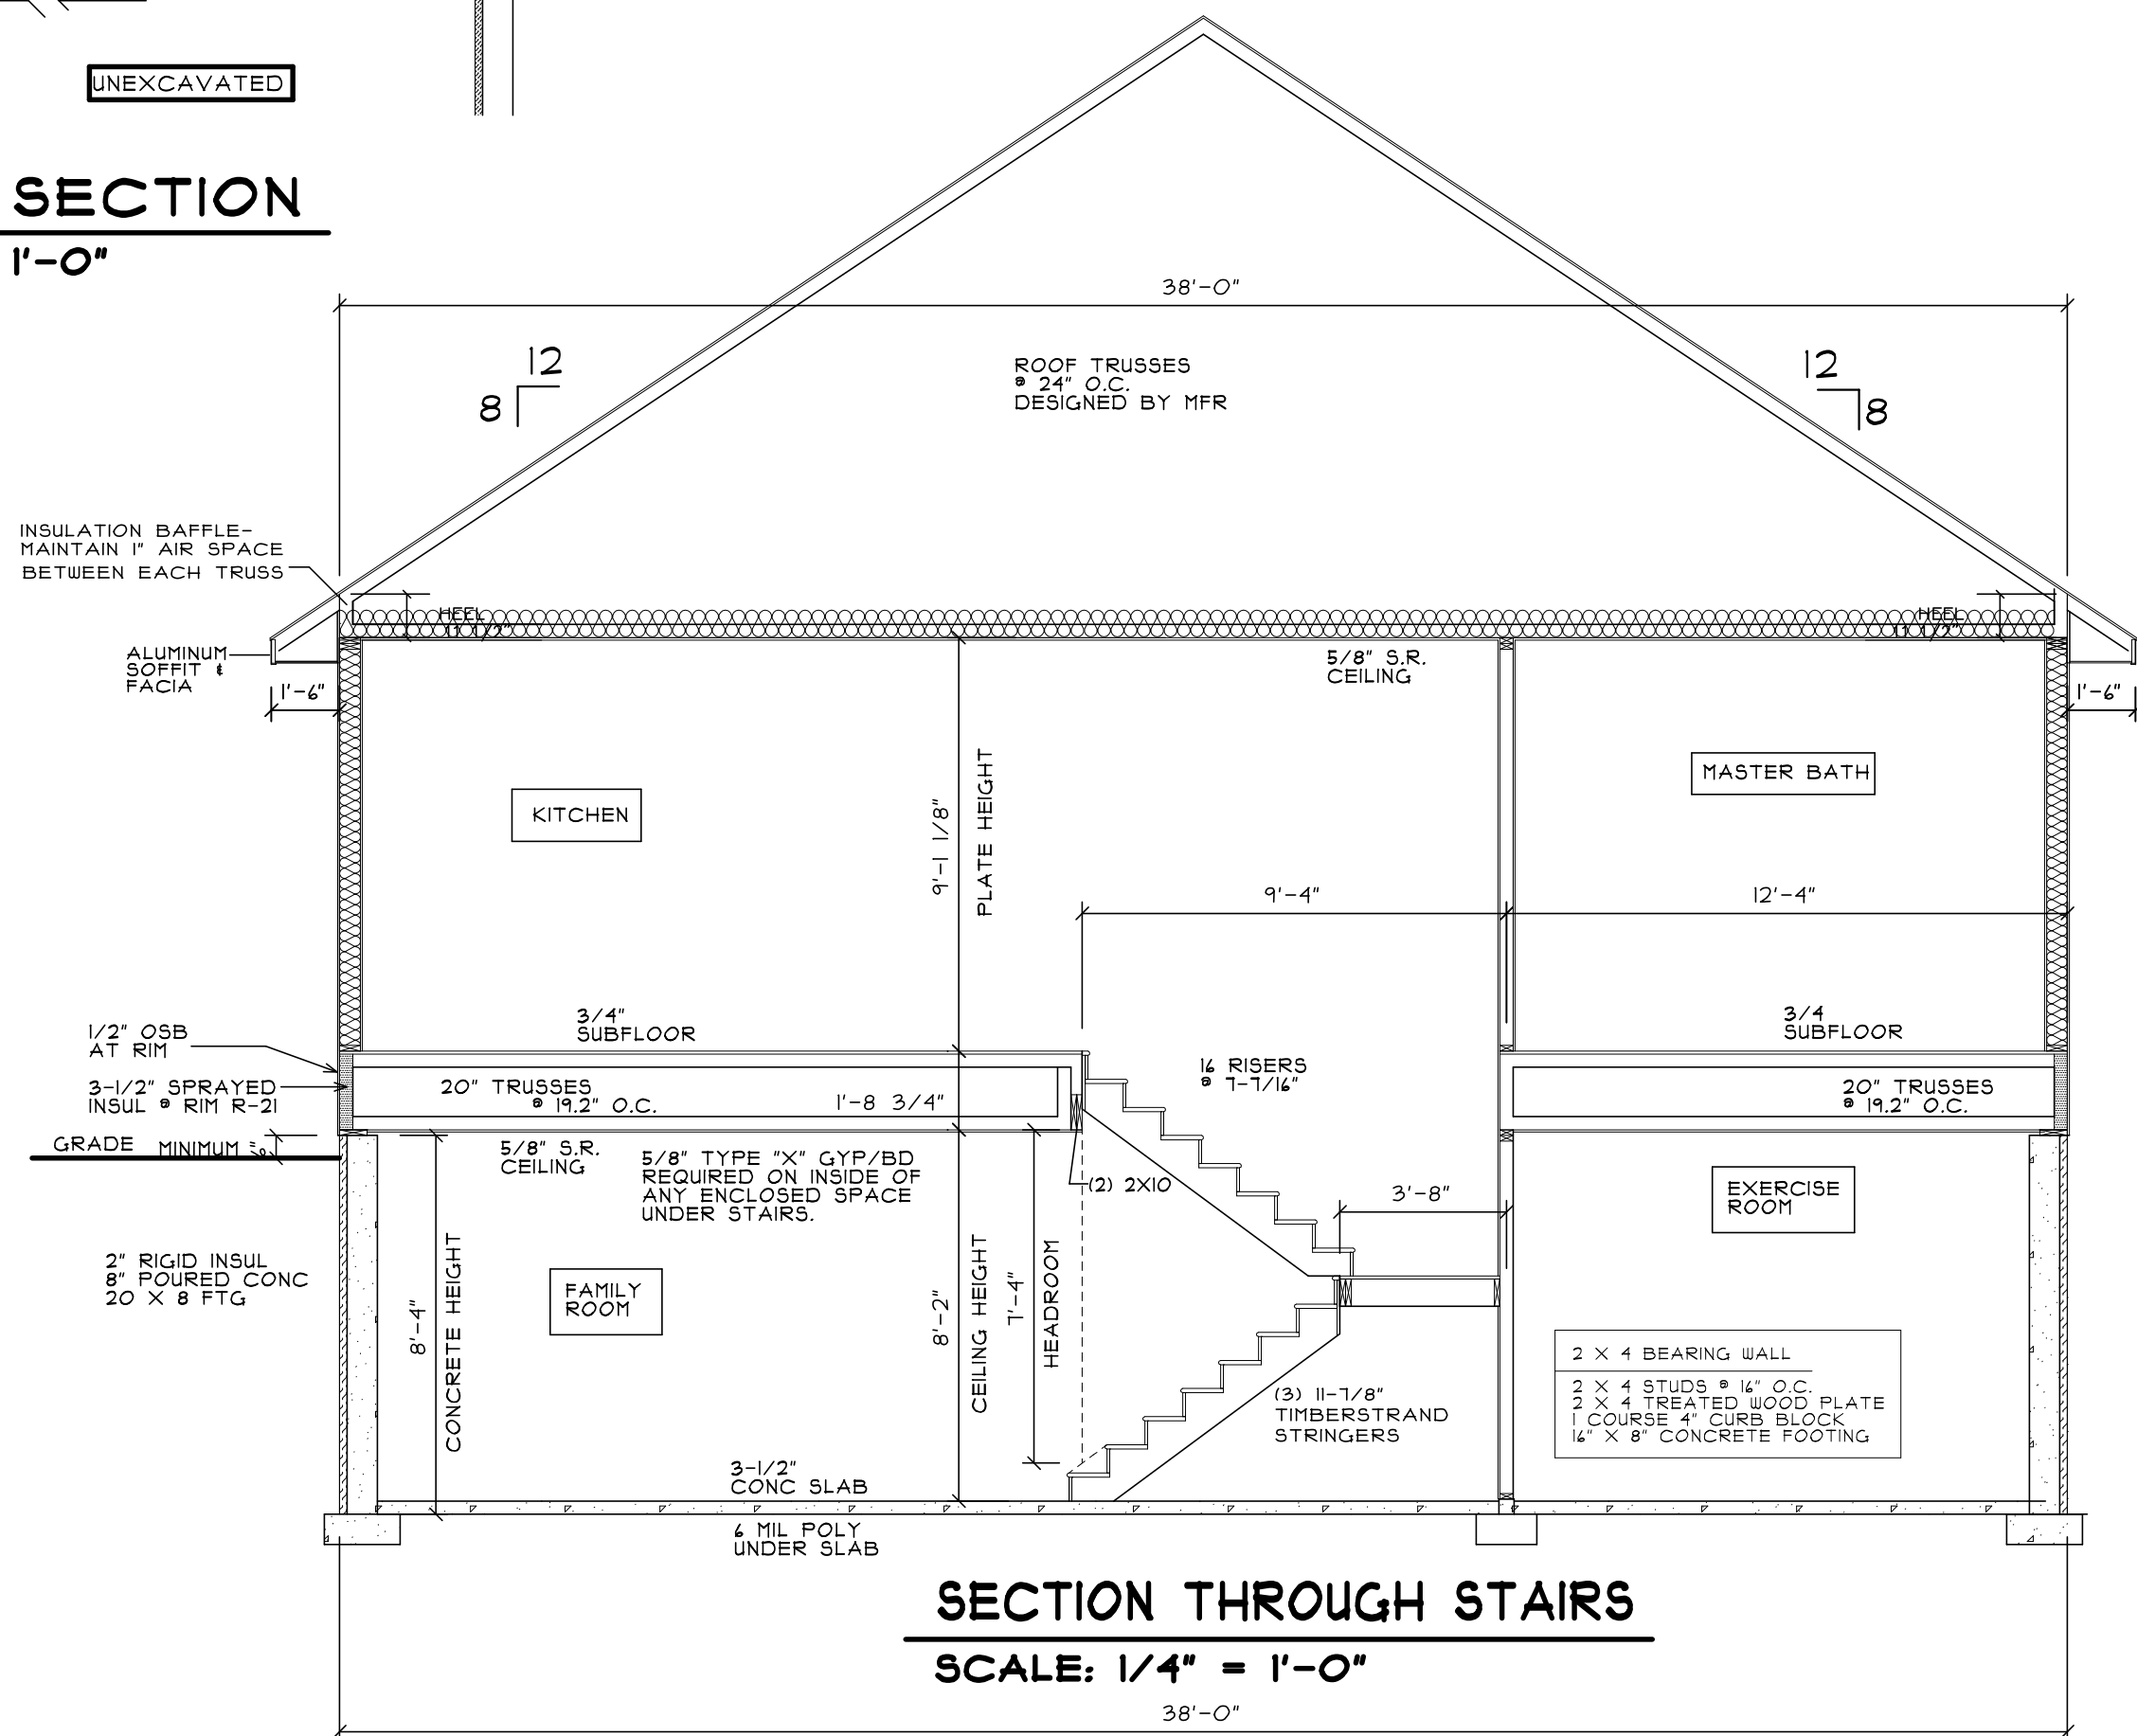 UNEXCAVATED
SECTION
1'-0"
38'-0"
12
8
12
8
ROOF TRUSSES
@ 24" O.C.
DESIGNED BY MFR
INSULATION BAFFLE-
MAINTAIN 1" AIR SPACE
BETWEEN EACH TRUSS
HEEL
11 1/2"
HEEL
11 1/2"
ALUMINUM
SOFFIT &
FACIA
1'-6"
5/8" S.R.
CEILING
1'-6"
KITCHEN
MASTER BATH
9'-1 1/8"
PLATE HEIGHT
9'-4"
12'-4"
1/2" OSB
AT RIM
3/4"
SUBFLOOR
3/4
SUBFLOOR
3-1/2" SPRAYED
INSUL @ RIM R-21
20" TRUSSES
@ 19.2" O.C.
1'-8 3/4"
16 RISERS
@ 7-7/16"
20" TRUSSES
@ 19.2" O.C.
GRADE
MINIMUM
5/8" S.R.
CEILING
5/8" TYPE "X" GYP/BD
REQUIRED ON INSIDE OF
ANY ENCLOSED SPACE
UNDER STAIRS.
(2) 2X10
3'-8"
EXERCISE
ROOM
2" RIGID INSUL
8" POURED CONC
20 X 8 FTG
8'-4"
CONCRETE HEIGHT
FAMILY
ROOM
8'-2"
CEILING HEIGHT
7'-4"
HEADROOM
(3) 11-7/8"
TIMBERSTRAND
STRINGERS
2 X 4 BEARING WALL
2 X 4 STUDS @ 16" O.C.
2 X 4 TREATED WOOD PLATE
1 COURSE 4" CURB BLOCK
16" X 8" CONCRETE FOOTING
3-1/2"
CONC SLAB
6 MIL POLY
UNDER SLAB
SECTION THROUGH STAIRS
SCALE: 1/4" = 1'-0"
38'-0"